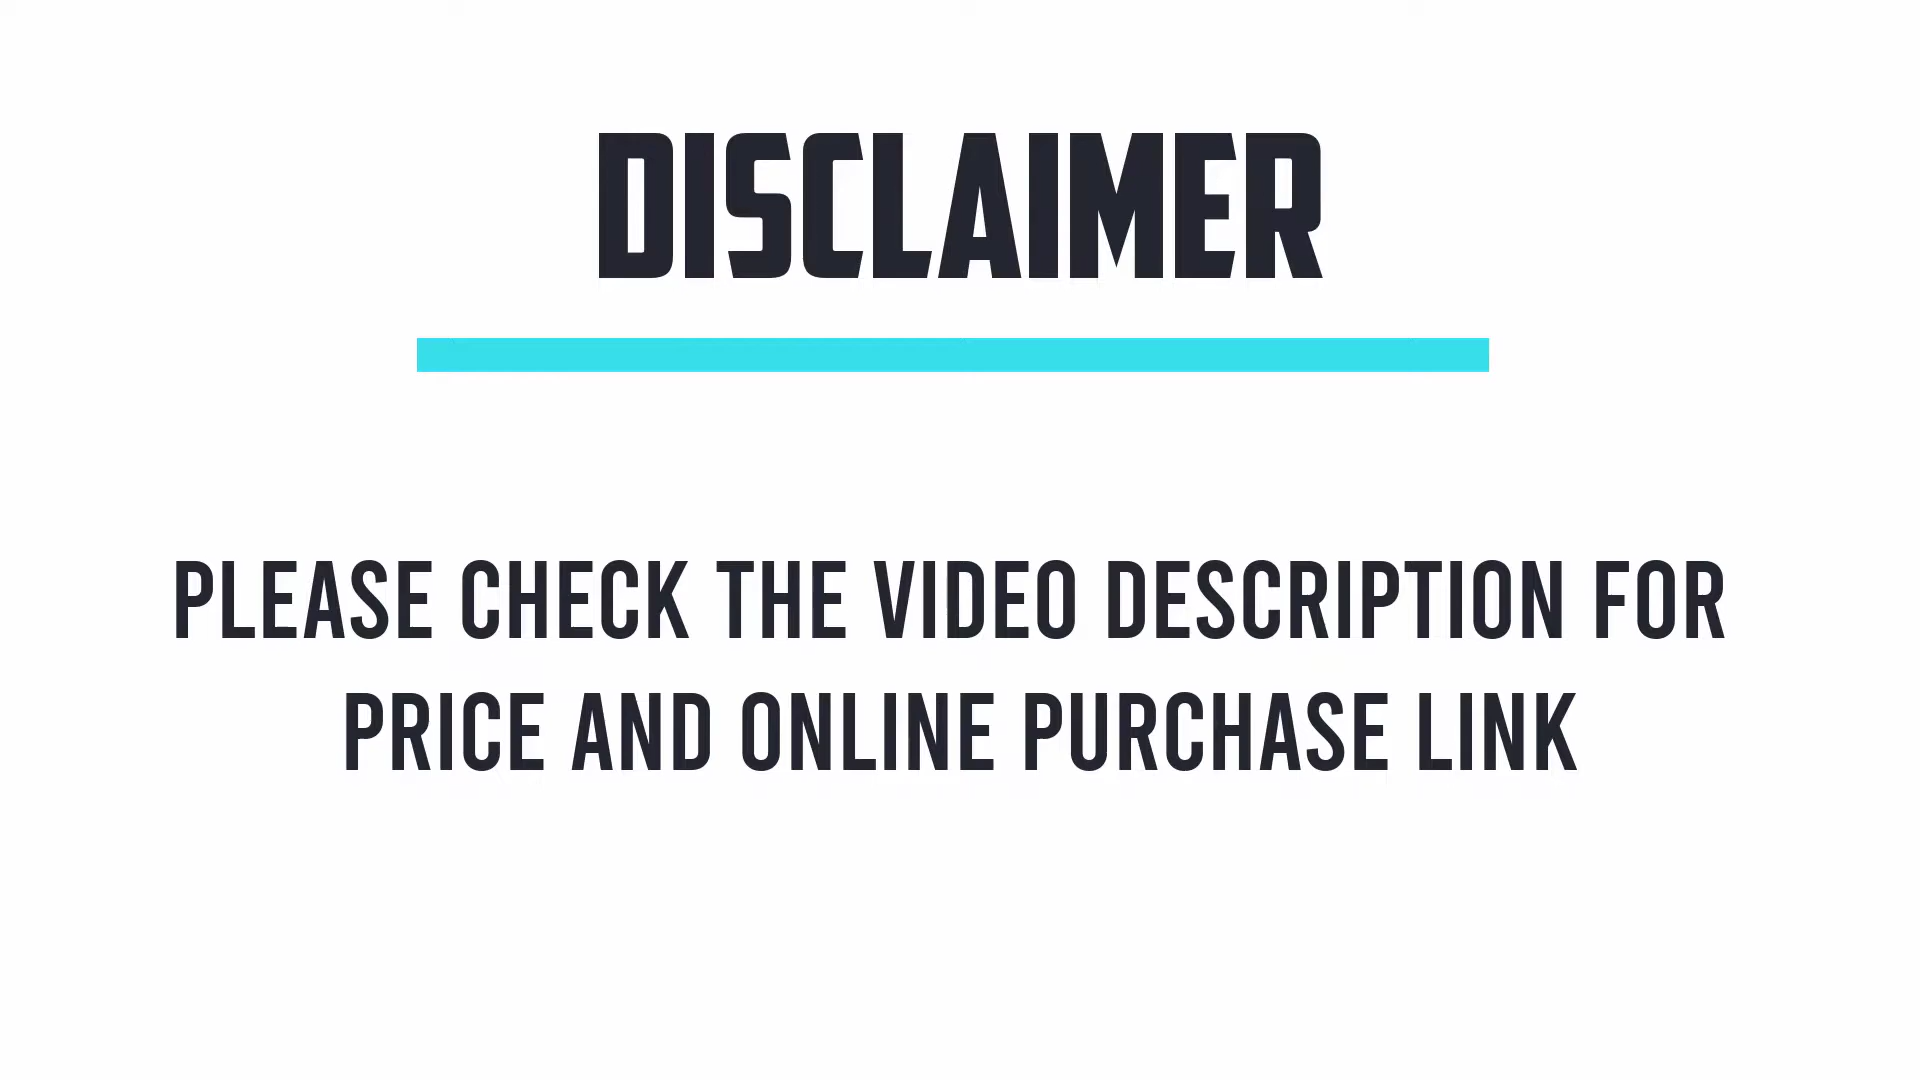 DISCLAIMER
PLEASE CHECK THE VIDEO DESCRIPTION FOR
PRICE AND ONLINE PURCHASE LINK